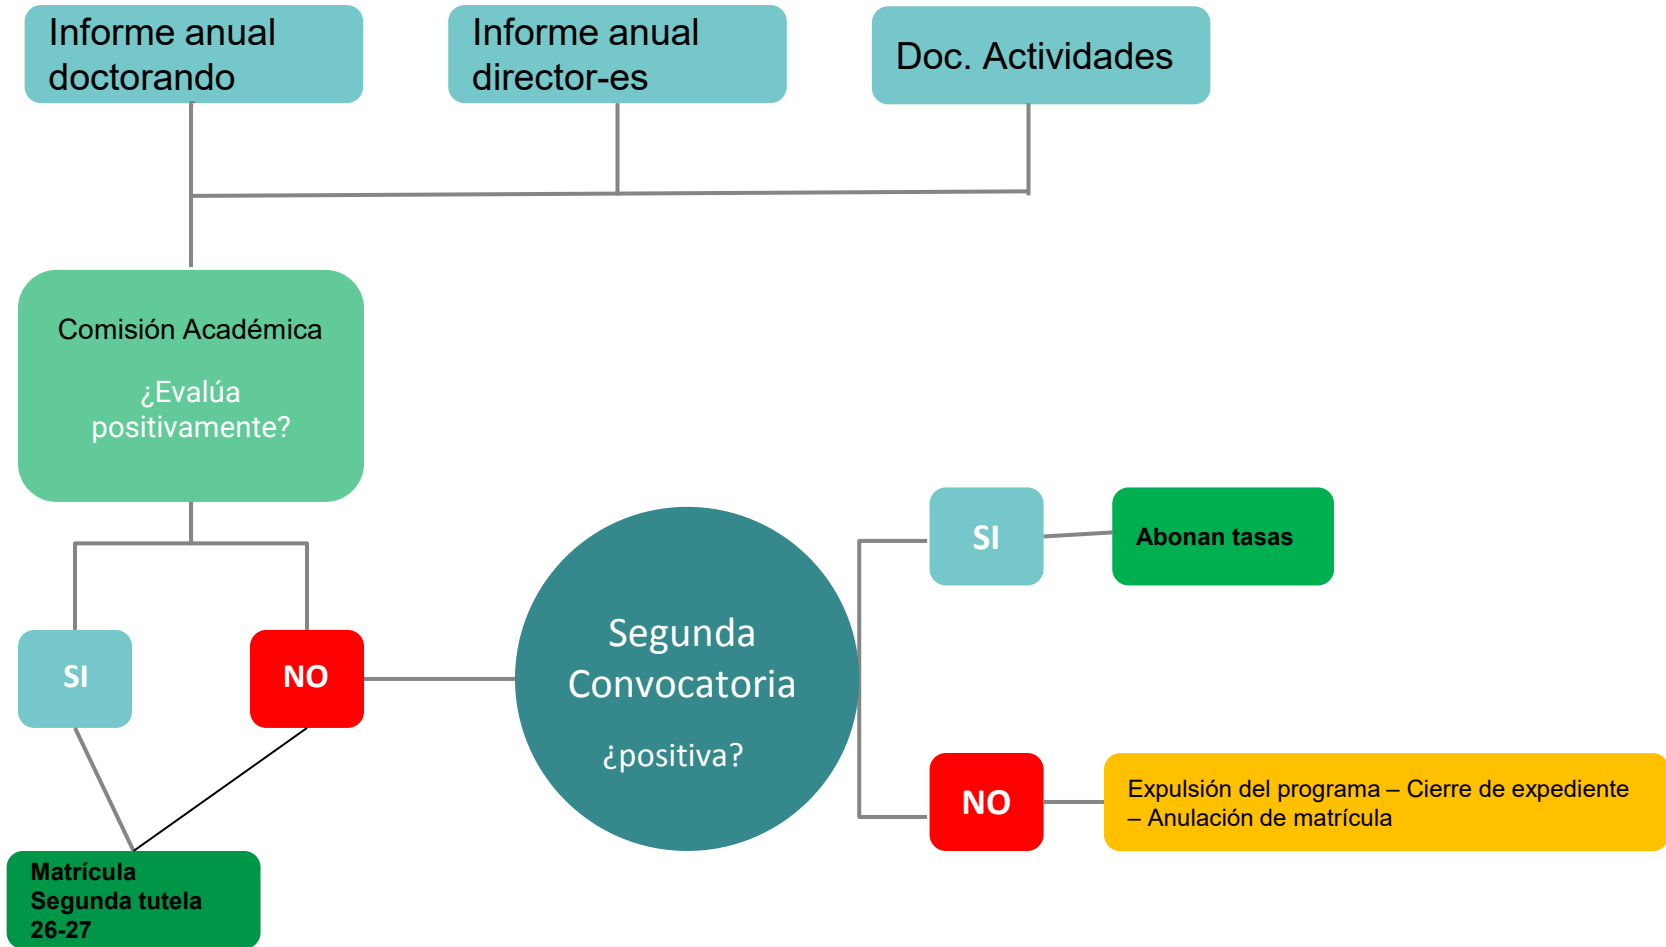 Informe anual
doctorando
Informe anual
director-es
Doc. Actividades
Comisión Académica
¿Evalúa
positivamente?
SI
NO
Segunda
Convocatoria
¿positiva?
SI
Abonan tasas
NO
Expulsión del programa – Cierre de expediente
– Anulación de matrícula
Matrícula
Segunda tutela
26-27